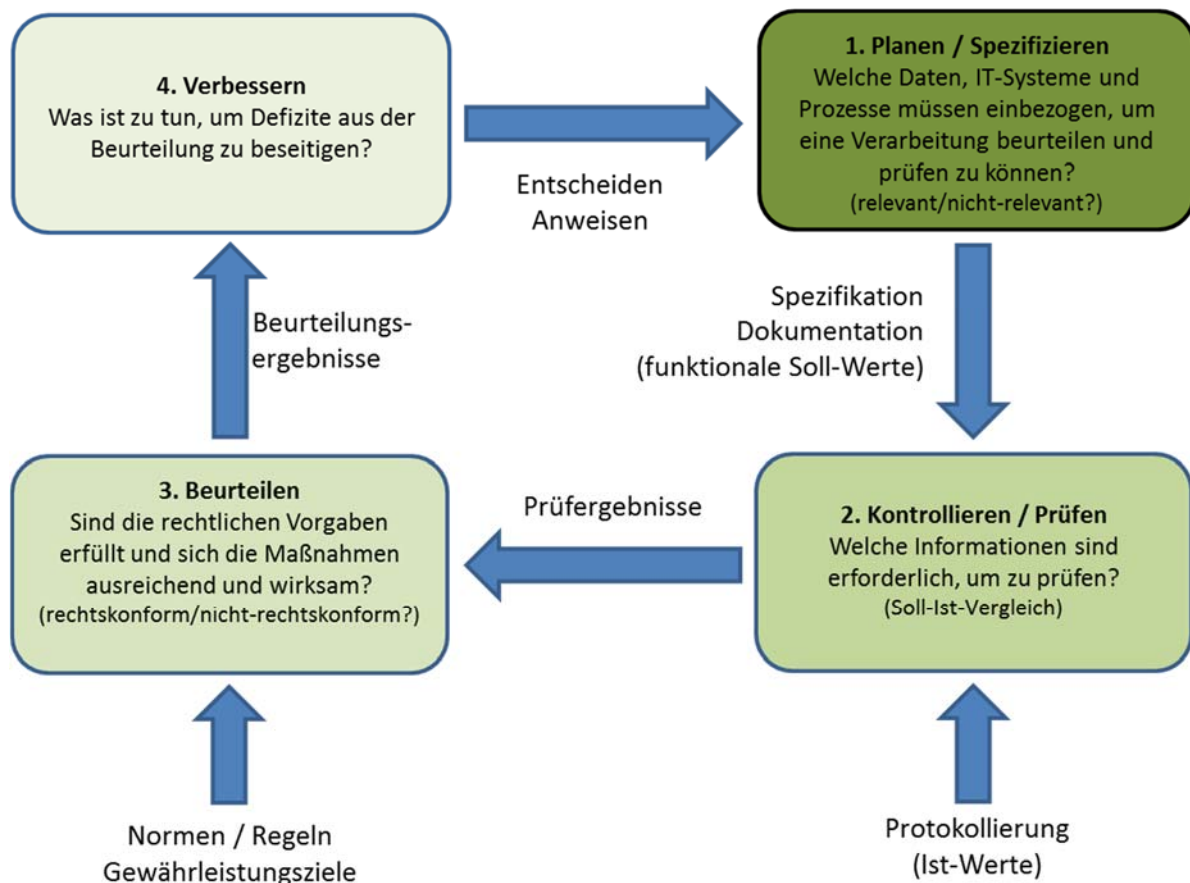 4. Verbessern
Was ist zu tun, um Defizite aus der
Beurteilung zu beseitigen?
Entscheiden
Anweisen
1. Planen / Spezifizieren
Welche Daten, IT-Systeme und
Prozesse müssen einbezogen, um
eine Verarbeitung beurteilen und
prüfen zu können?
(relevant/nicht-relevant?)
Beurteilungs-
ergebnisse
Spezifikation
Dokumentation
(funktionale Soll-Werte)
3. Beurteilen
Sind die rechtlichen Vorgaben
erfüllt und sich die Maßnahmen
ausreichend und wirksam?
(rechtskonform/nicht-rechtskonform?)
Prüfergebnisse
2. Kontrollieren / Prüfen
Welche Informationen sind
erforderlich, um zu prüfen?
(Soll-Ist-Vergleich)
Normen / Regeln
Gewährleistungsziele
Protokollierung
(Ist-Werte)